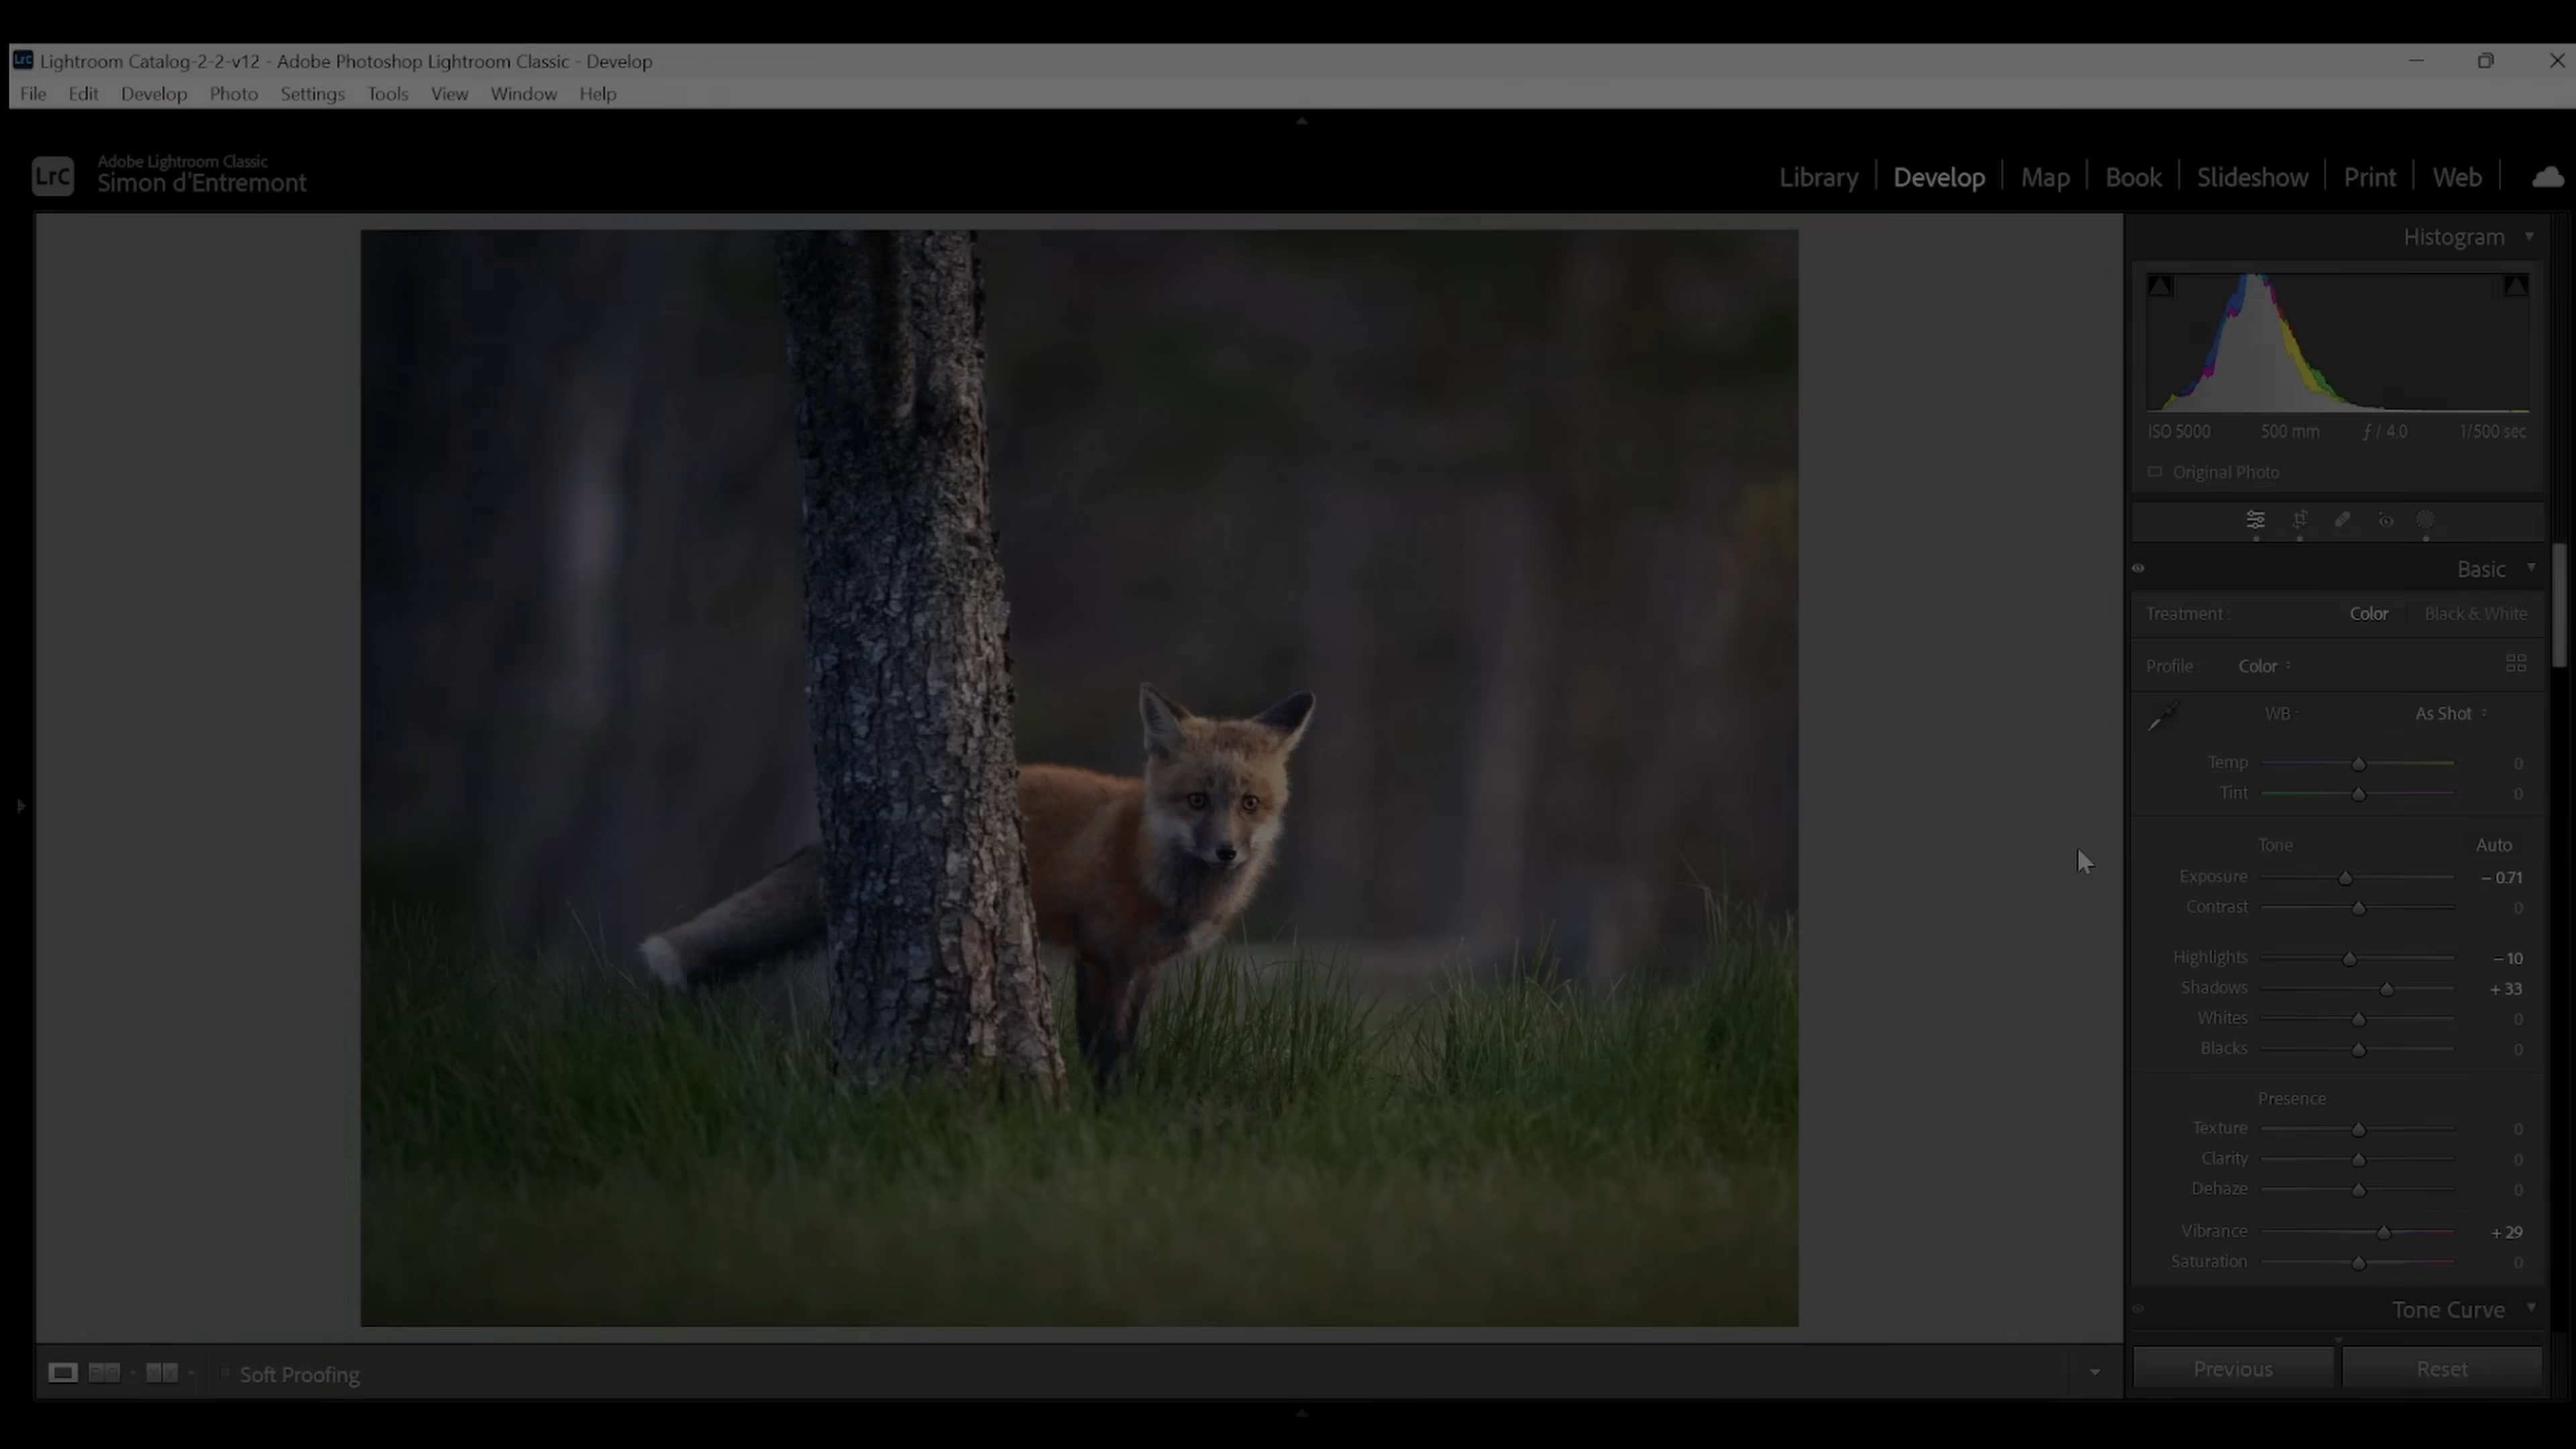 Lightroom Catalog-2-2-v12 - Adobe Photoshop Lightroom Classic - Develop
File Edit Develop Photo Settings Tools View Window Help
LrC
Adobe Lightroom Classic
Simon d'Entremont
Library Develop Map Book Slideshow Print Web
Histogram
ISO 5000 500 mm ƒ / 4.0 1/500 sec
Original Photo
Basic
Treatment : Color Black & White
Profile : Color
WB : As Shot
Temp 0
Tint 0
Tone Auto
Exposure – 0.71
Contrast 0
Highlights – 10
Shadows + 33
Whites 0
Blacks 0
Presence
Texture 0
Clarity 0
Dehaze 0
Vibrance + 29
Saturation 0
Tone Curve
Soft Proofing
Previous Reset